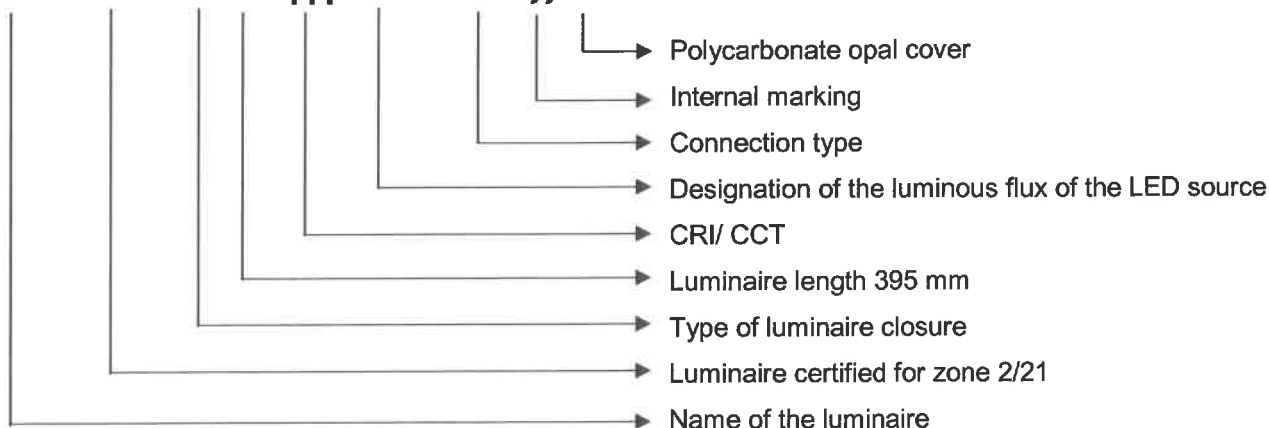 Polycarbonate opal cover
Internal marking
Connection type
Designation of the luminous flux of the LED source
CRI/ CCT
Luminaire length 395 mm
Type of luminaire closure
Luminaire certified for zone 2/21
Name of the luminaire